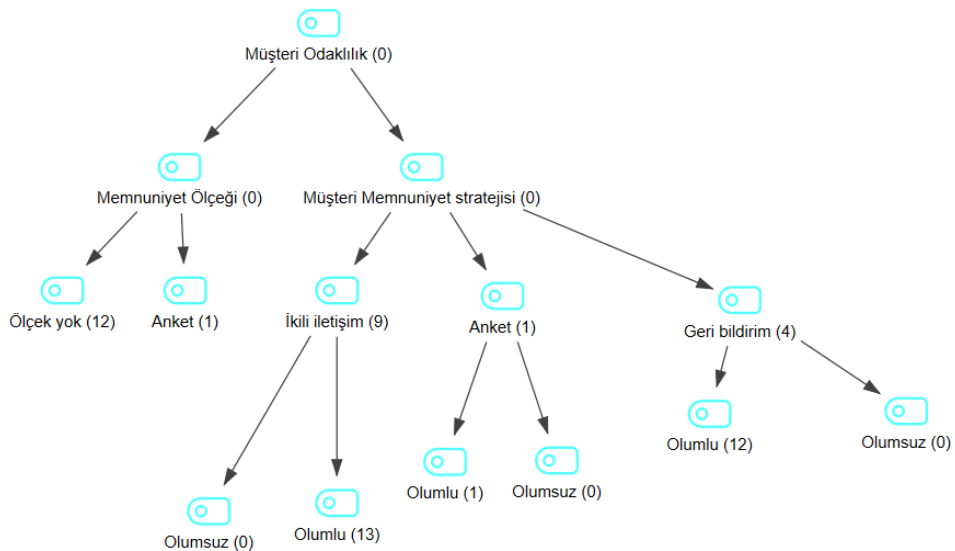 Müşteri Odaklılık (0)
Memnuniyet Ölçeği (0)
Müşteri Memnuniyet stratejisi (0)
Ölçek yok (12)
Anket (1)
İkili iletişim (9)
Anket (1)
Geri bildirim (4)
Olumlu (12)
Olumsuz (0)
Olumlu (1)
Olumsuz (0)
Olumsuz (0)
Olumlu (13)